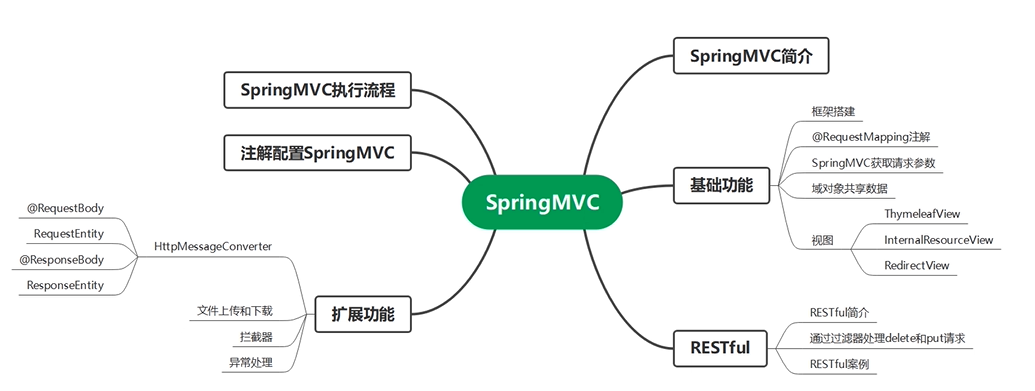 SpringMVC
SpringMVC简介
基础功能
框架搭建
@RequestMapping注解
SpringMVC获取请求参数
域对象共享数据
视图
ThymeleafView
InternalResourceView
RedirectView
RESTful
RESTful简介
通过过滤器处理delete和put请求
RESTful案例
SpringMVC执行流程
注解配置SpringMVC
扩展功能
HttpMessageConverter
@RequestBody
RequestEntity
@ResponseBody
ResponseEntity
文件上传和下载
拦截器
异常处理